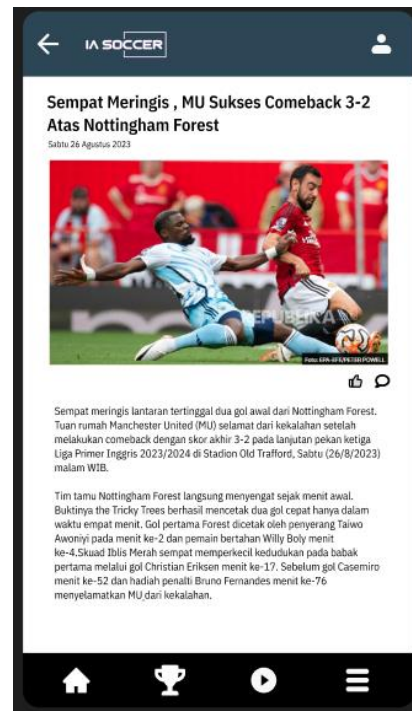 IA SOCCER
Sempat Meringis , MU Sukses Comeback 3-2
Atas Nottingham Forest
Sabtu 26 Agustus 2023
REPUBLIKA
Foto: EPA-EFE/PETER POWELL
Sempat meringis lantaran tertinggal dua gol awal dari Nottingham Forest.
Tuan rumah Manchester United (MU) selamat dari kekalahan setelah
melakukan comeback dengan skor akhir 3-2 pada lanjutan pekan ketiga
Liga Primer Inggris 2023/2024 di Stadion Old Trafford, Sabtu (26/8/2023)
malam WIB.
Tim tamu Nottingham Forest langsung menyengat sejak menit awal.
Buktinya the Tricky Trees berhasil mencetak dua gol cepat hanya dalam
waktu empat menit. Gol pertama Forest dicetak oleh penyerang Taiwo
Awoniyi pada menit ke-2 dan pemain bertahan Willy Boly menit
ke-4.Skuad Iblis Merah sempat memperkecil kedudukan pada babak
pertama melalui gol Christian Eriksen menit ke-17. Sebelum gol Casemiro
menit ke-52 dan hadiah penalti Bruno Fernandes menit ke-76
menyelamatkan MU dari kekalahan.